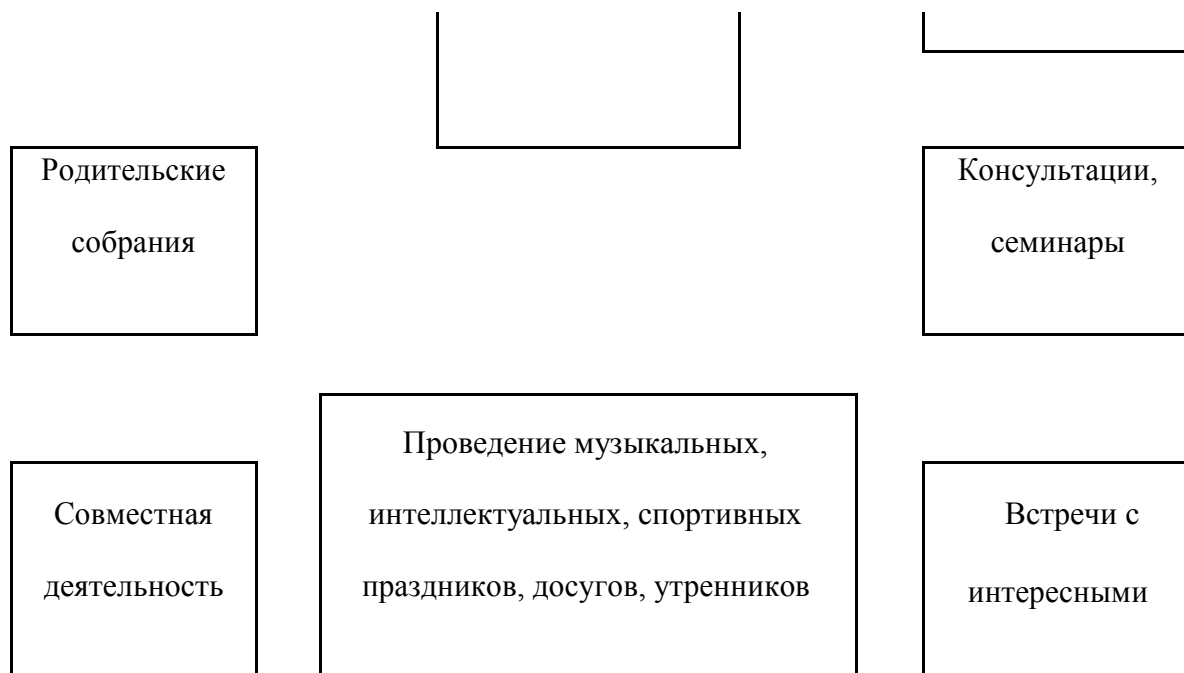 Родительские
собрания
Консультации,
семинары
Совместная
деятельность
Проведение музыкальных,
интеллектуальных, спортивных
праздников, досугов, утренников
Встречи с
интересными